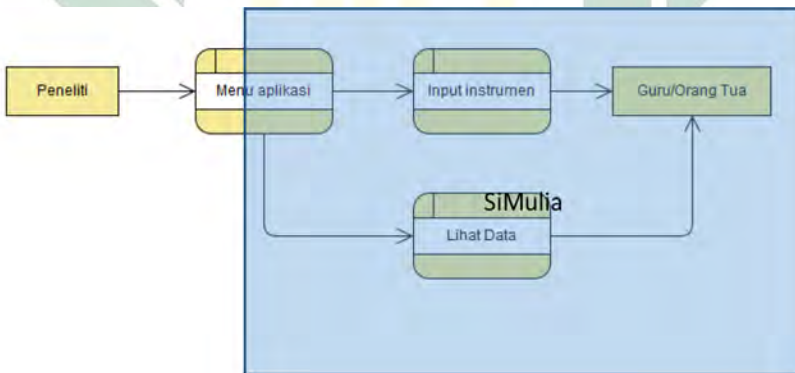 Peneliti
Menu aplikasi
Input instrumen
Guru/Orang Tua
SiMulia
Lihat Data